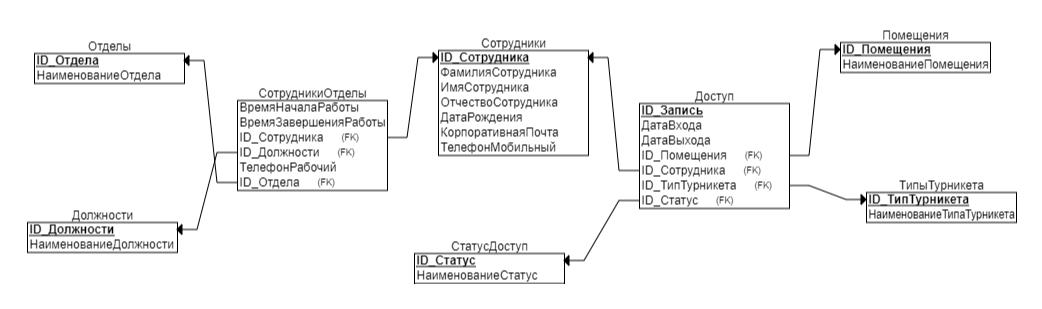 Отделы
ID_Отдела
НаименованиеОтдела
СотрудникиОтделы
ВремяНачалаРаботы
ВремяЗавершенияРаботы
ID_Сотрудника (FK)
ID_Должности (FK)
ТелефонРабочий
ID_Отдела (FK)
Должности
ID_Должности
НаименованиеДолжности
Сотрудники
ID_Сотрудника
ФамилияСотрудника
ИмяСотрудника
ОтчествоСотрудника
ДатаРождения
КорпоративнаяПочта
ТелефонМобильный
СтатусДоступ
ID_Статус
НаименованиеСтатус
Доступ
ID_Запись
ДатаВхода
ДатаВыхода
ID_Помещения (FK)
ID_Сотрудника (FK)
ID_ТипТурникета (FK)
ID_Статус (FK)
Помещения
ID_Помещения
НаименованиеПомещения
ТипыТурникета
ID_ТипТурникета
НаименованиеТипаТурникета